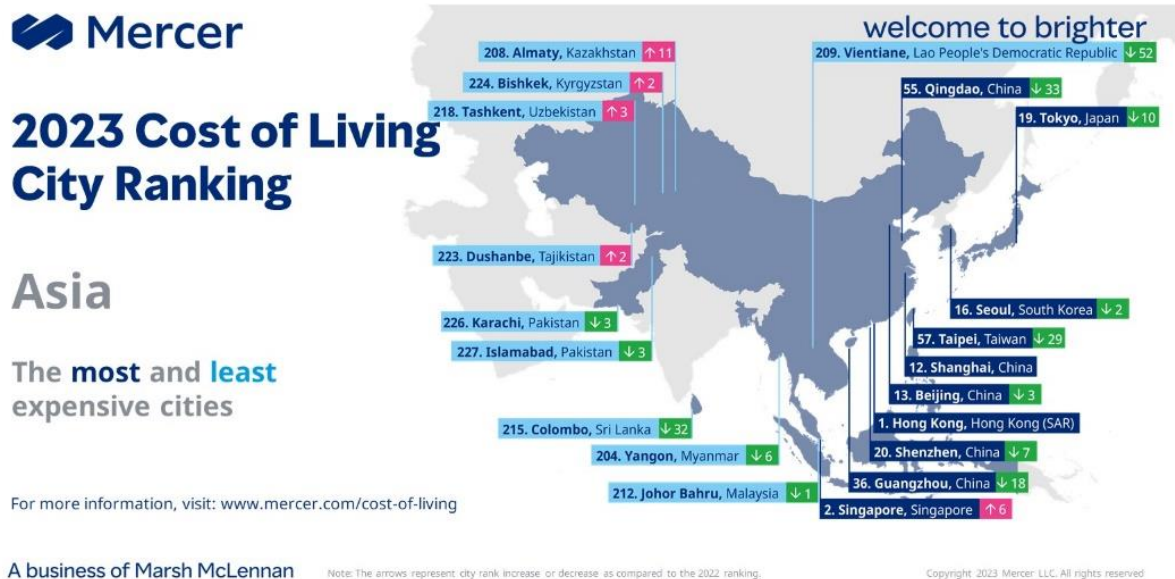 Mercer
welcome to brighter
2023 Cost of Living
City Ranking
Asia
The most and least
expensive cities
208. Almaty, Kazakhstan ↑ 11
224. Bishkek, Kyrgyzstan ↑ 2
218. Tashkent, Uzbekistan ↑ 3
209. Vientiane, Lao People's Democratic Republic ↓ 52
55. Qingdao, China ↓ 33
19. Tokyo, Japan ↓ 10
223. Dushanbe, Tajikistan ↑ 2
226. Karachi, Pakistan ↓ 3
227. Islamabad, Pakistan ↓ 3
215. Colombo, Sri Lanka ↓ 32
204. Yangon, Myanmar ↓ 6
212. Johor Bahru, Malaysia ↓ 1
16. Seoul, South Korea ↓ 2
57. Taipei, Taiwan ↓ 29
12. Shanghai, China
13. Beijing, China ↓ 3
1. Hong Kong, Hong Kong (SAR)
20. Shenzhen, China ↓ 7
36. Guangzhou, China ↓ 18
2. Singapore, Singapore ↑ 6
For more information, visit: www.mercer.com/cost-of-living
A business of Marsh McLennan
Note: The arrows represent city rank increase or decrease as compared to the 2022 ranking.
Copyright 2023 Mercer LLC. All rights reserved